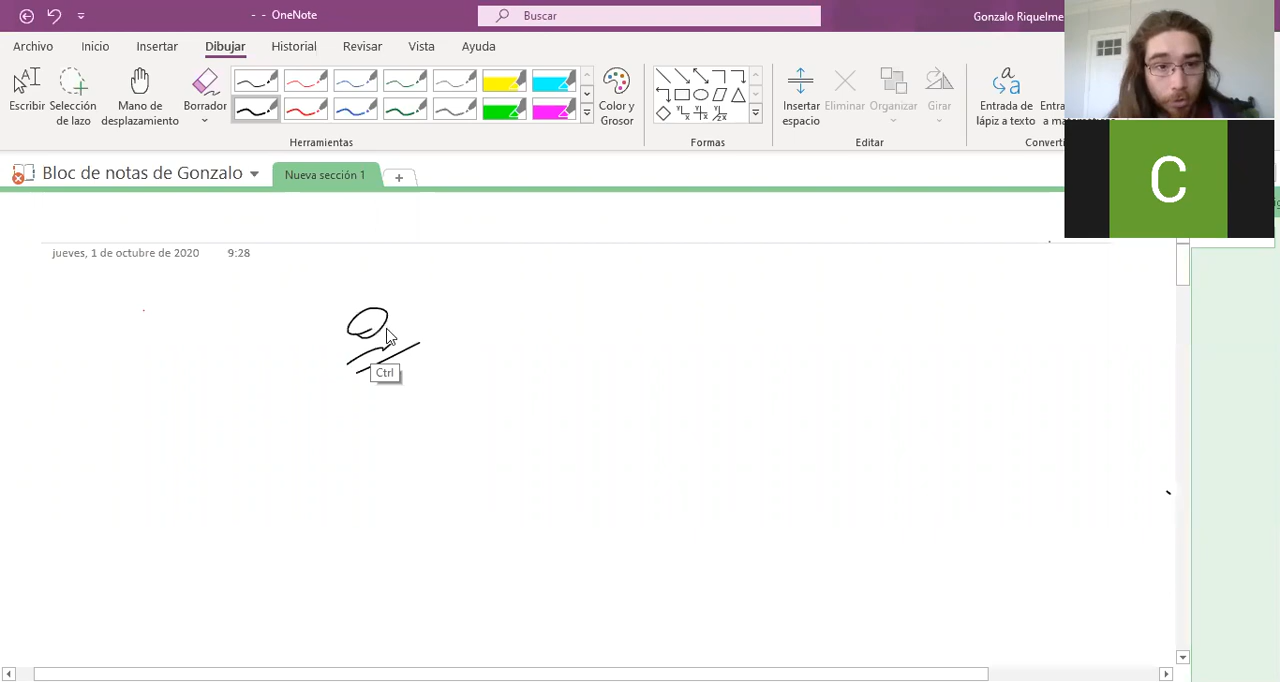 - - OneNote
Buscar
Gonzalo Riquelme
Archivo
Inicio
Insertar
Dibujar
Historial
Revisar
Vista
Ayuda
Escribir
Selección
de lazo
Mano de
desplazamiento
Borrador
Color y
Grosor
Insertar
espacio
Eliminar
Organizar
Girar
Entrada de
lápiz a texto
Herramientas
Formas
Editar
Bloc de notas de Gonzalo
Nueva sección 1
C
jueves, 1 de octubre de 2020
9:28
Ctrl